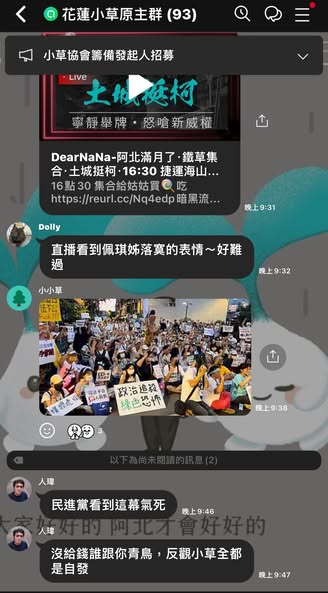 花蓮小草原主群 (93)
小草協會籌備發起人招募
Live
土城挺柯
寧靜舉牌·怒嗆新威權
DearNaNa-阿北滿月了·鐵草集
合·土城挺柯·16:30 捷運海山...
16點30 集合給姑姑買🍭吃
https://reurl.cc/Nq4edp 暗黑流...
晚上9:31
Dolly
直播看到佩琪姊落寞的表情～好難
過
晚上9:32
小小草
政治追殺
綠色恐怖
晚上9:38
3
以下為尚未閱讀的訊息 (2)
人瑋
民進黨看到這幕氣死
晚上9:46
大家好好的 阿北才會好好的
人瑋
沒給錢誰跟你青鳥，反觀小草全都
是自發
晚上9:47